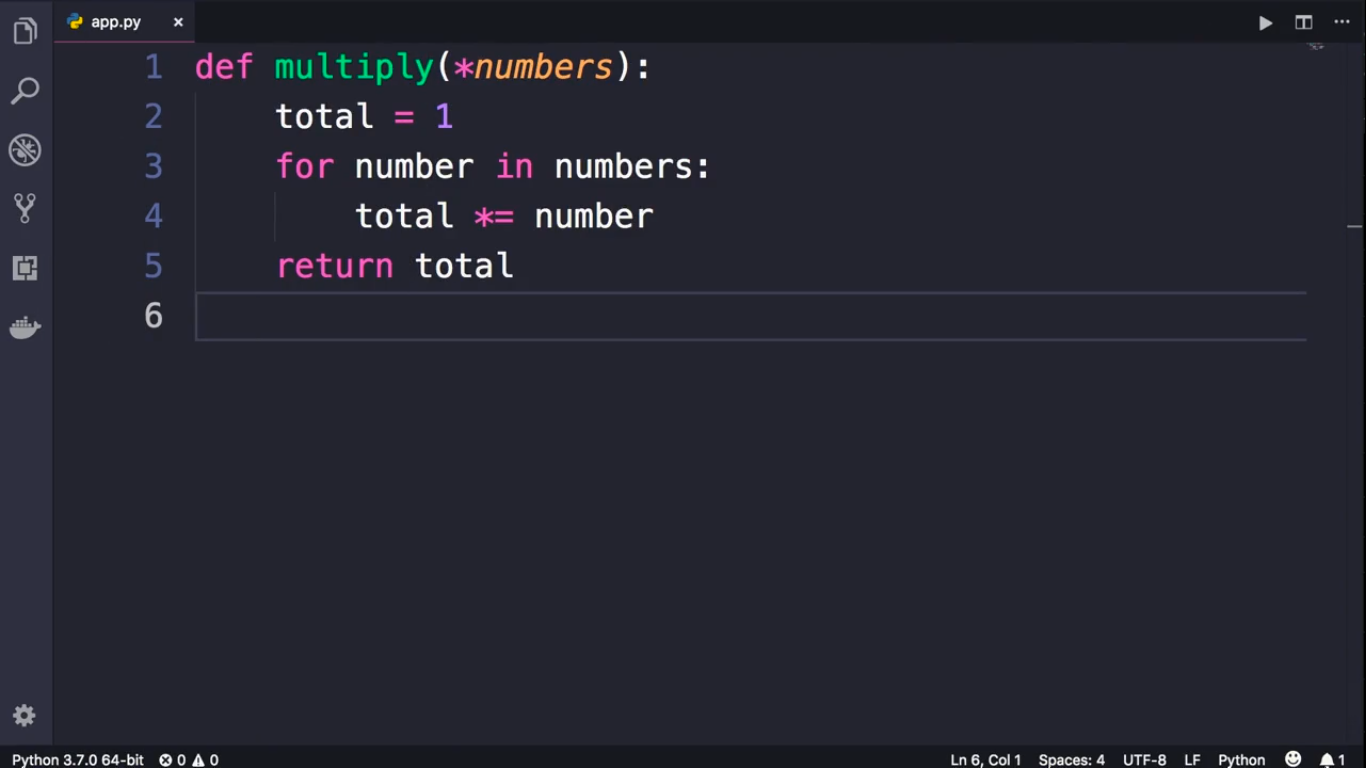 app.py
1 def multiply(*numbers):
2     total = 1
3     for number in numbers:
4         total *= number
5     return total
6
Python 3.7.0 64-bit 0 0 Ln 6, Col 1 Spaces: 4 UTF-8 LF Python 1